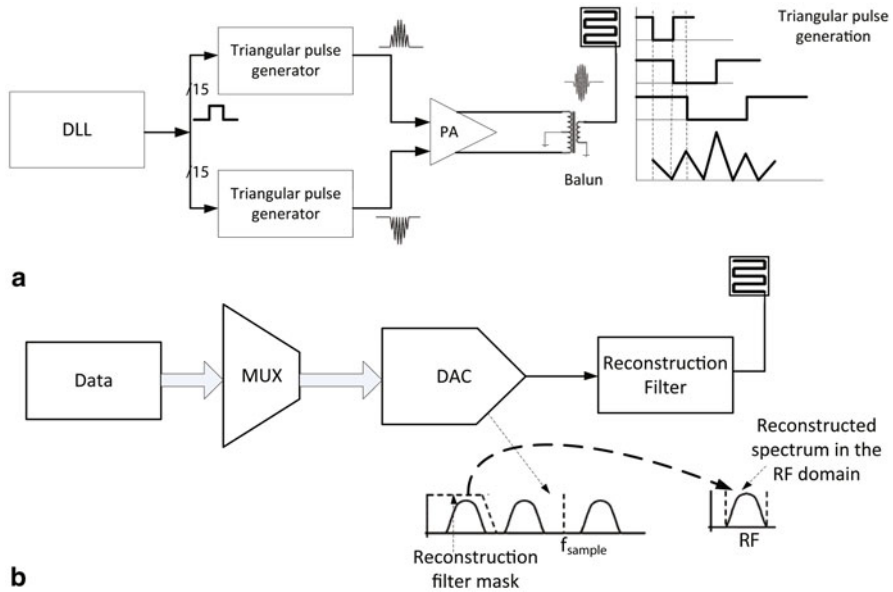 Triangular pulse
generator
/15
DLL
/15
Triangular pulse
generator
PA
Balun
Triangular pulse
generation
a
Data
MUX
DAC
Reconstruction
Filter
Reconstructed
spectrum in the
RF domain
f_sample
RF
Reconstruction
filter mask
b